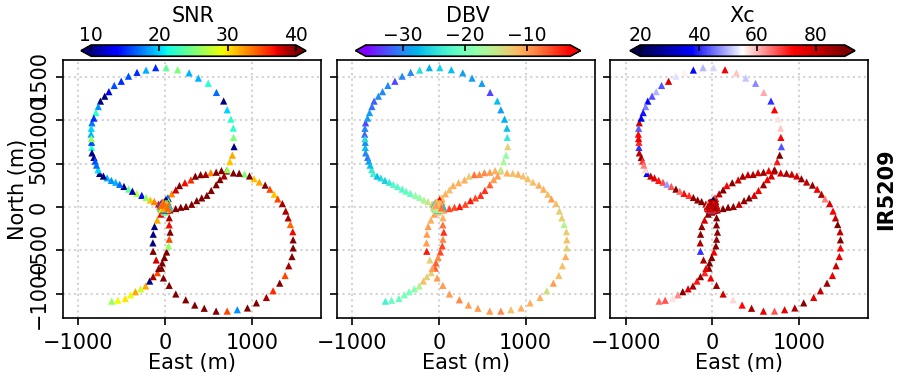 SNR DBV Xc
10 20 30 40 −30 −20 −10 20 40 60 80
1500
1000
500
0
−500
−1000
North (m)
IR5209
−1000 0 1000 −1000 0 1000 −1000 0 1000
East (m) East (m) East (m)